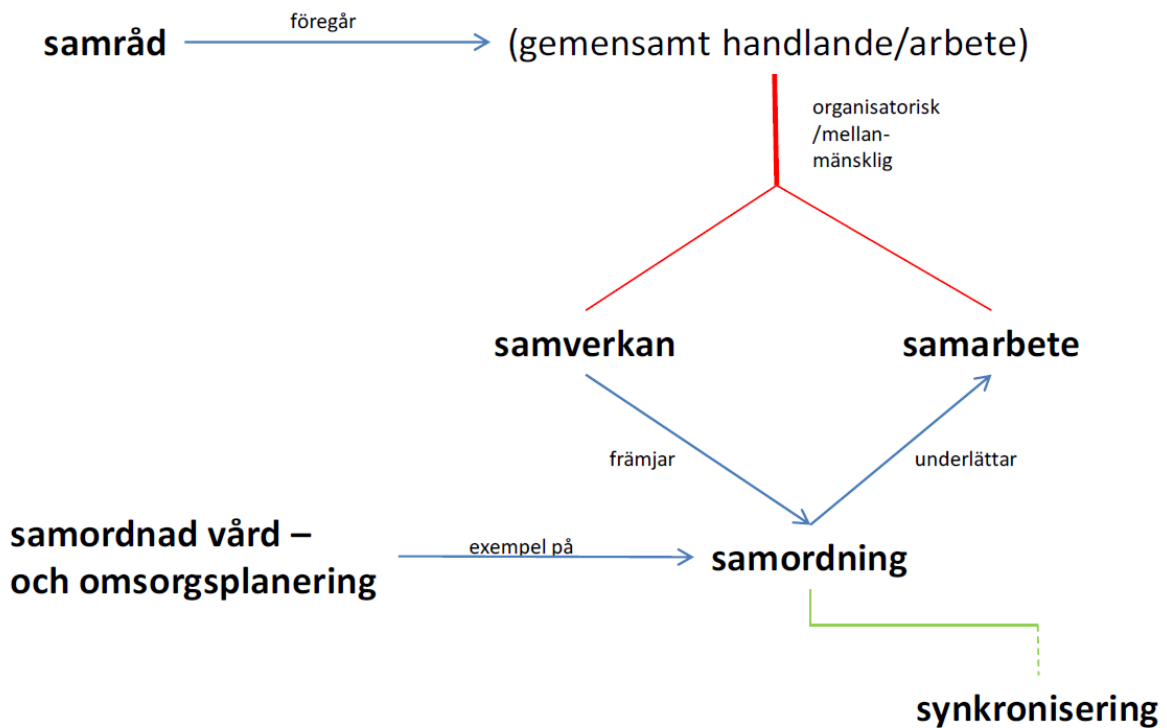 föregår
samråd
(gemensamt handlande/arbete)
organisatorisk
/mellan-
mänsklig
samverkan
samarbete
främjar
underlättar
samordnad vård –
och omsorgsplanering
exempel på
samordning
synkronisering